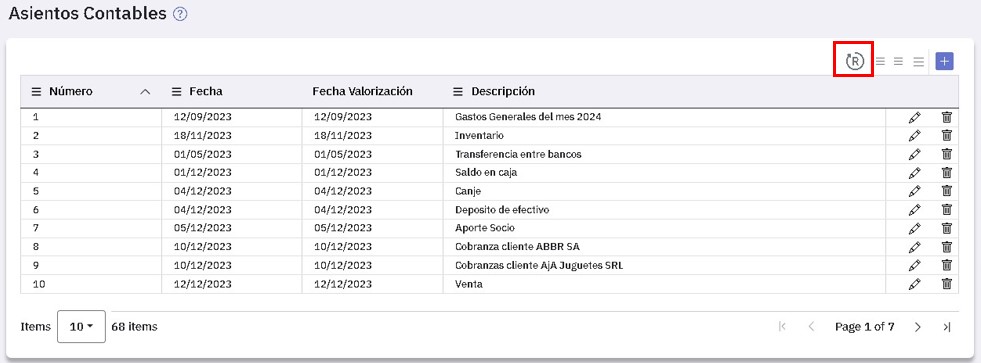 Asientos Contables ?
R
+
Número Fecha Fecha Valorización Descripción
1 12/09/2023 12/09/2023 Gastos Generales del mes 2024
2 18/11/2023 18/11/2023 Inventario
3 01/05/2023 01/05/2023 Transferencia entre bancos
4 01/12/2023 01/12/2023 Saldo en caja
5 04/12/2023 04/12/2023 Canje
6 04/12/2023 04/12/2023 Deposito de efectivo
7 05/12/2023 05/12/2023 Aporte Socio
8 10/12/2023 10/12/2023 Cobranza cliente ABBR SA
9 10/12/2023 10/12/2023 Cobranzas cliente AjA Juguetes SRL
10 12/12/2023 12/12/2023 Venta
Items 10 68 items Page 1 of 7